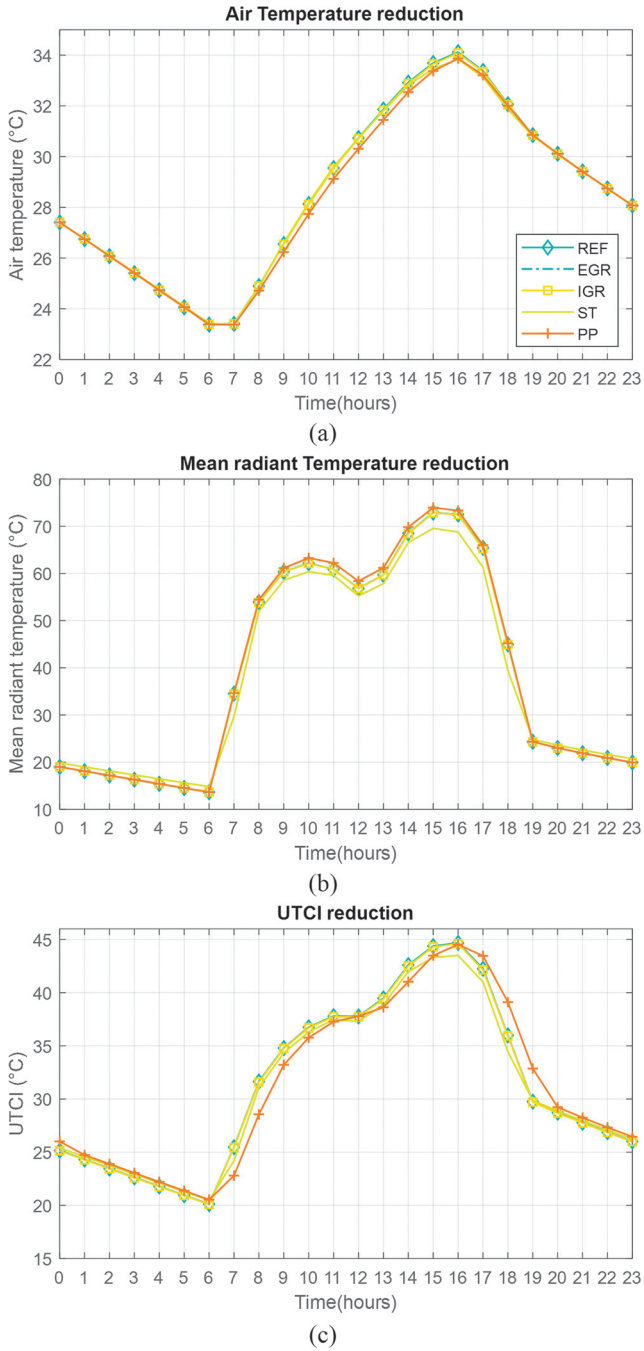 Air Temperature reduction
34
32
30
28
26
24
22
Air temperature (°C)
REF
EGR
IGR
ST
PP
0 1 2 3 4 5 6 7 8 9 10 11 12 13 14 15 16 17 18 19 20 21 22 23
Time(hours)
(a)
Mean radiant Temperature reduction
80
70
60
50
40
30
20
10
Mean radiant temperature (°C)
0 1 2 3 4 5 6 7 8 9 10 11 12 13 14 15 16 17 18 19 20 21 22 23
Time(hours)
(b)
UTCI reduction
45
40
35
30
25
20
15
UTCI (°C)
0 1 2 3 4 5 6 7 8 9 10 11 12 13 14 15 16 17 18 19 20 21 22 23
Time(hours)
(c)